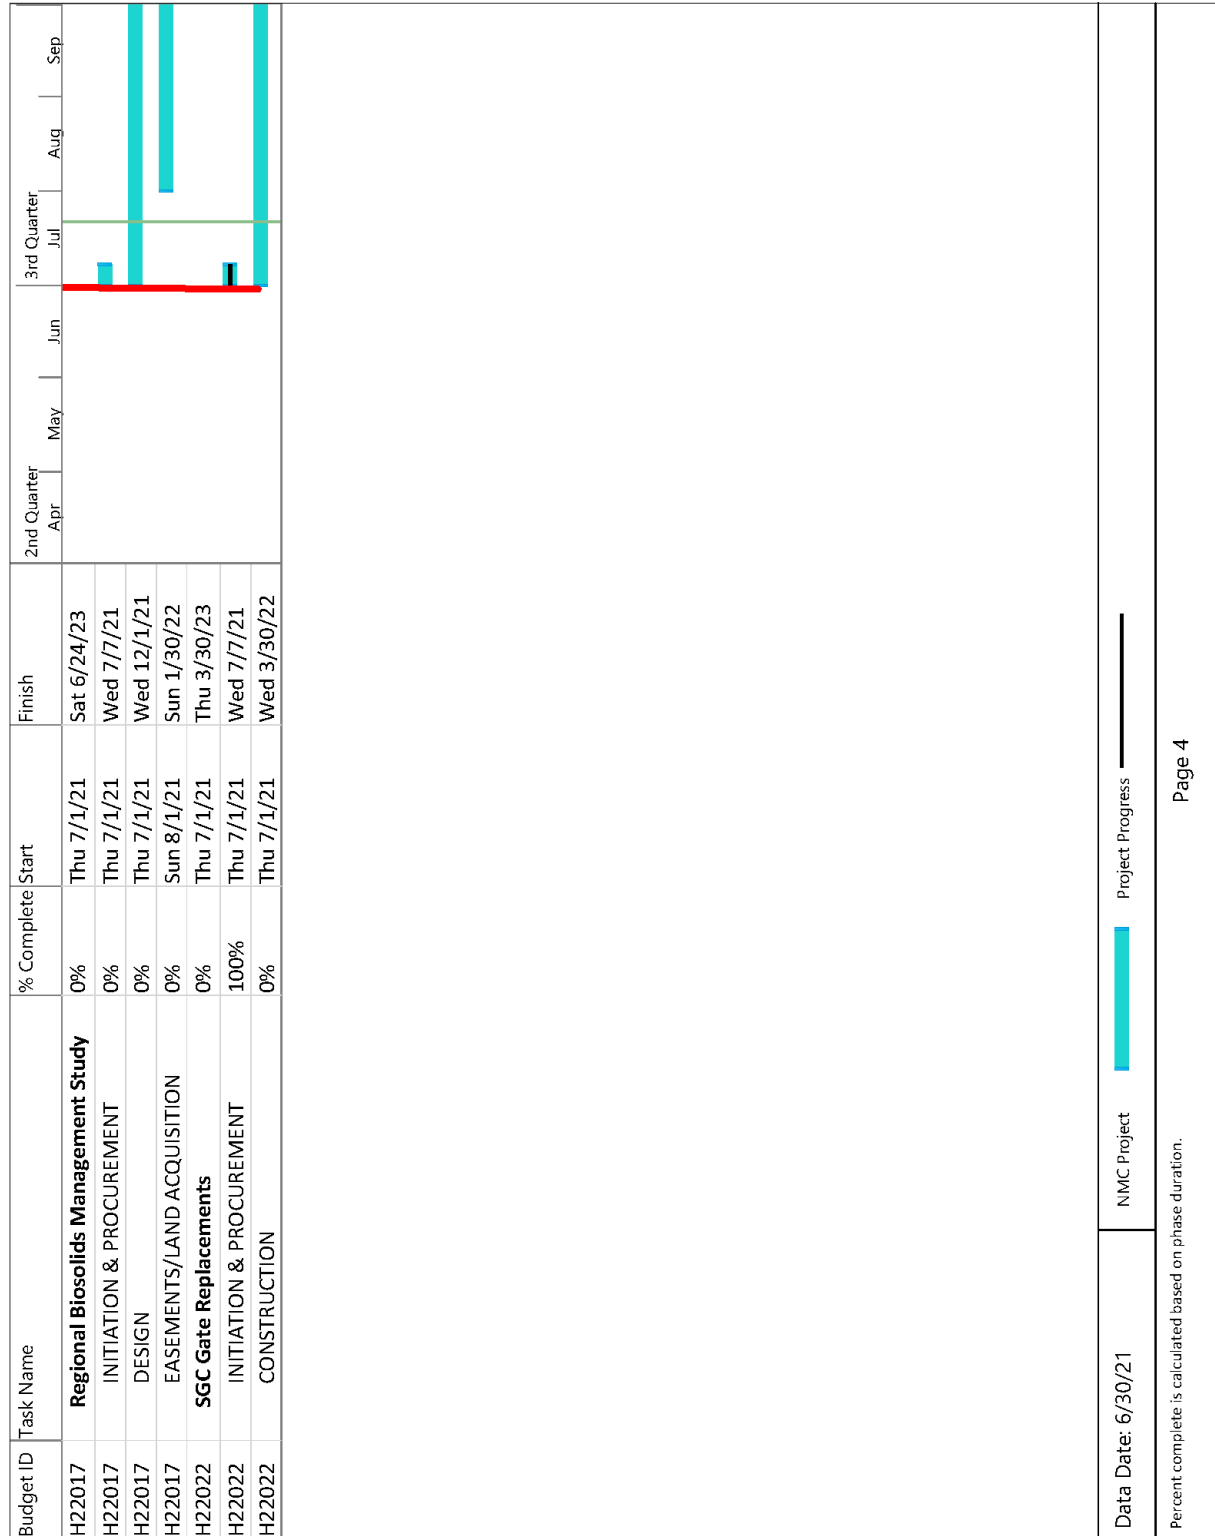 Budget ID Task Name % Complete Start Finish 2nd Quarter 3rd Quarter
Apr May Jun Jul Aug Sep
H22017 Regional Biosolids Management Study 0% Thu 7/1/21 Sat 6/24/23
H22017 INITIATION & PROCUREMENT 0% Thu 7/1/21 Wed 7/7/21
H22017 DESIGN 0% Thu 7/1/21 Wed 12/1/21
H22017 EASEMENTS/LAND ACQUISITION 0% Sun 8/1/21 Sun 1/30/22
H22022 SGC Gate Replacements 0% Thu 7/1/21 Thu 3/30/23
H22022 INITIATION & PROCUREMENT 100% Thu 7/1/21 Wed 7/7/21
H22022 CONSTRUCTION 0% Thu 7/1/21 Wed 3/30/22
Data Date: 6/30/21 NMC Project Project Progress
Percent complete is calculated based on phase duration.
Page 4